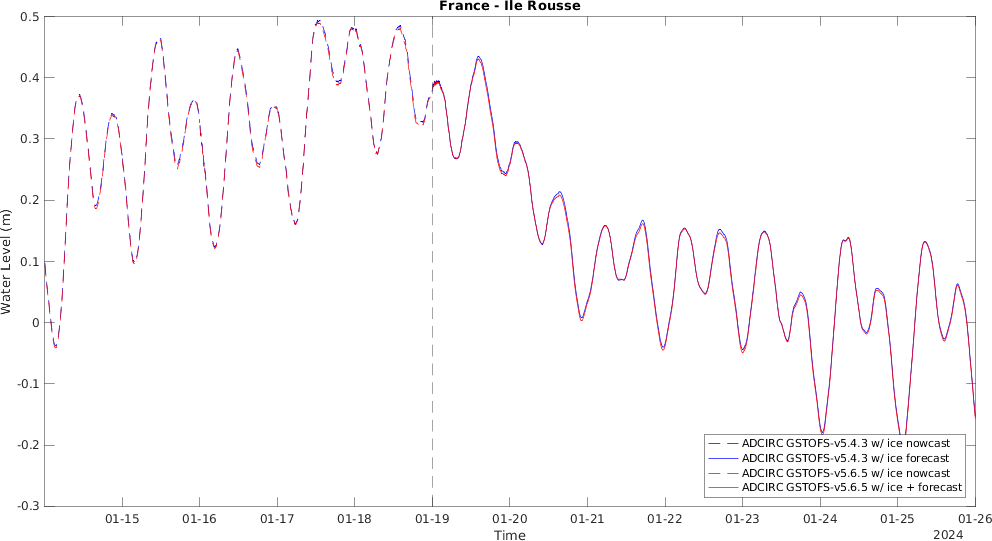 France - Ile Rousse
0.5
0.4
0.3
0.2
0.1
0
-0.1
-0.2
-0.3
Water Level (m)
ADCIRC GSTOFS-v5.4.3 w/ ice nowcast
ADCIRC GSTOFS-v5.4.3 w/ ice forecast
ADCIRC GSTOFS-v5.6.5 w/ ice nowcast
ADCIRC GSTOFS-v5.6.5 w/ ice + forecast
01-15 01-16 01-17 01-18 01-19 01-20 01-21 01-22 01-23 01-24 01-25 01-26
Time
2024